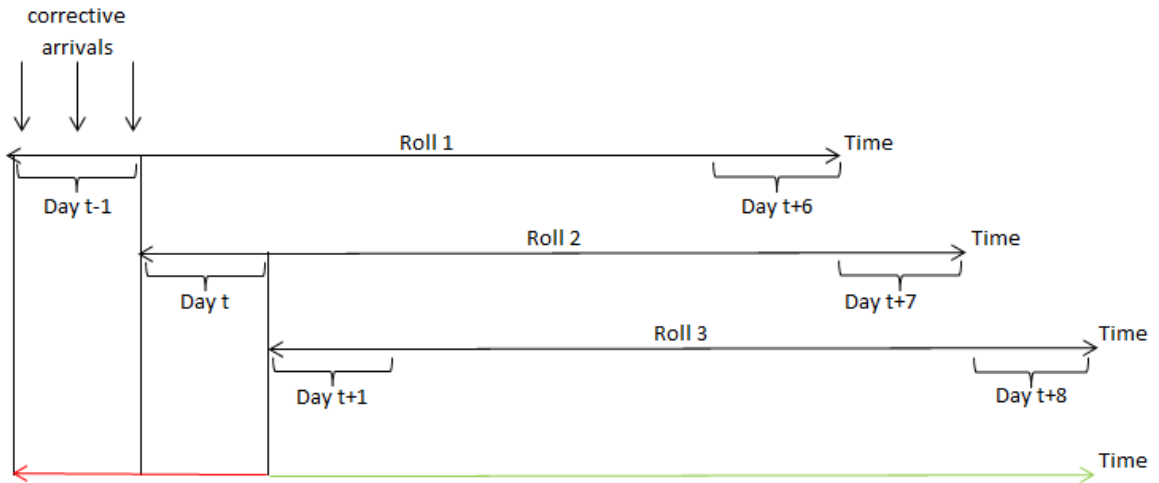 corrective
arrivals
Roll 1
Time
Day t-1
Day t+6
Roll 2
Time
Day t
Day t+7
Roll 3
Time
Day t+1
Day t+8
Time